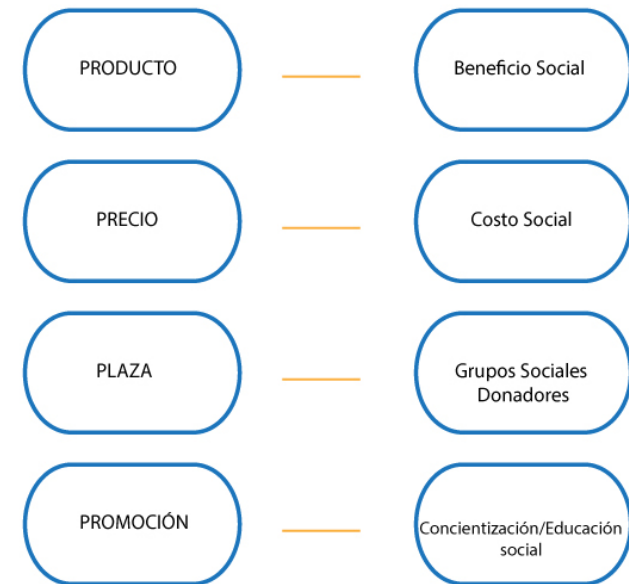 PRODUCTO
Beneficio Social
PRECIO
Costo Social
PLAZA
Grupos Sociales
Donadores
PROMOCIÓN
Concientización/Educación
social